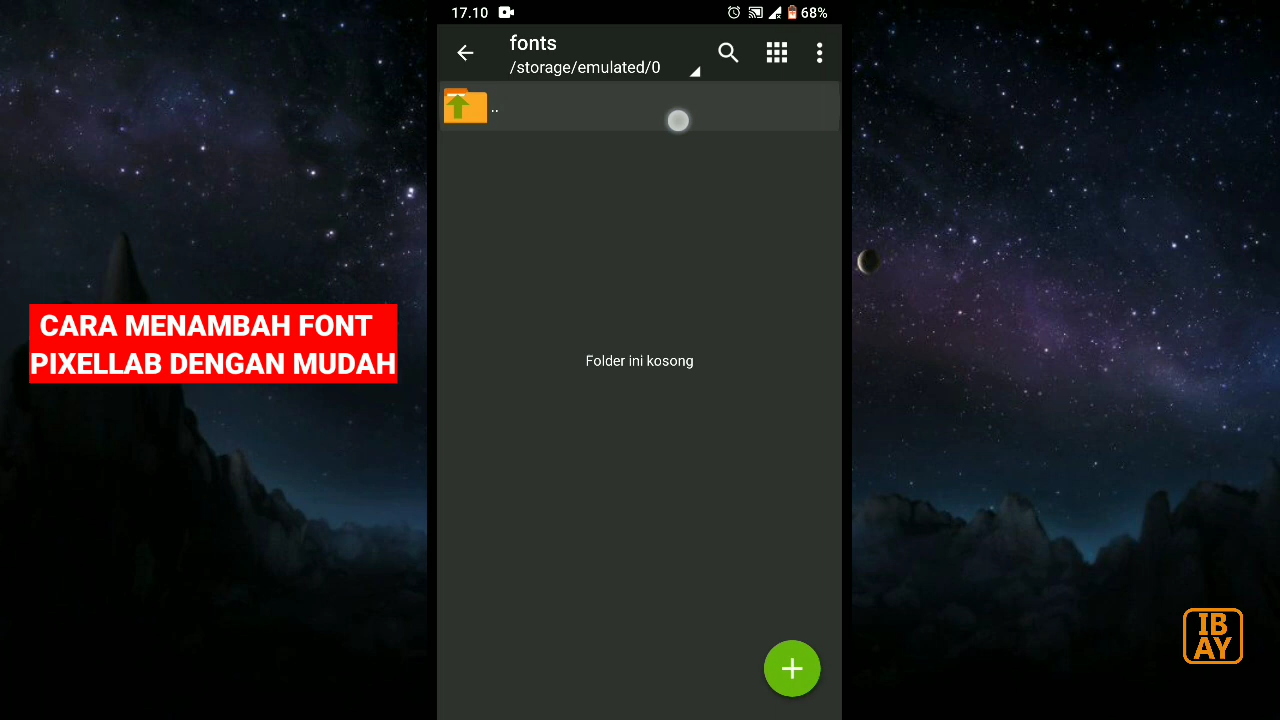 17.10
68%
fonts
/storage/emulated/0
..
Folder ini kosong
CARA MENAMBAH FONT
PIXELLAB DENGAN MUDAH
IB
AY